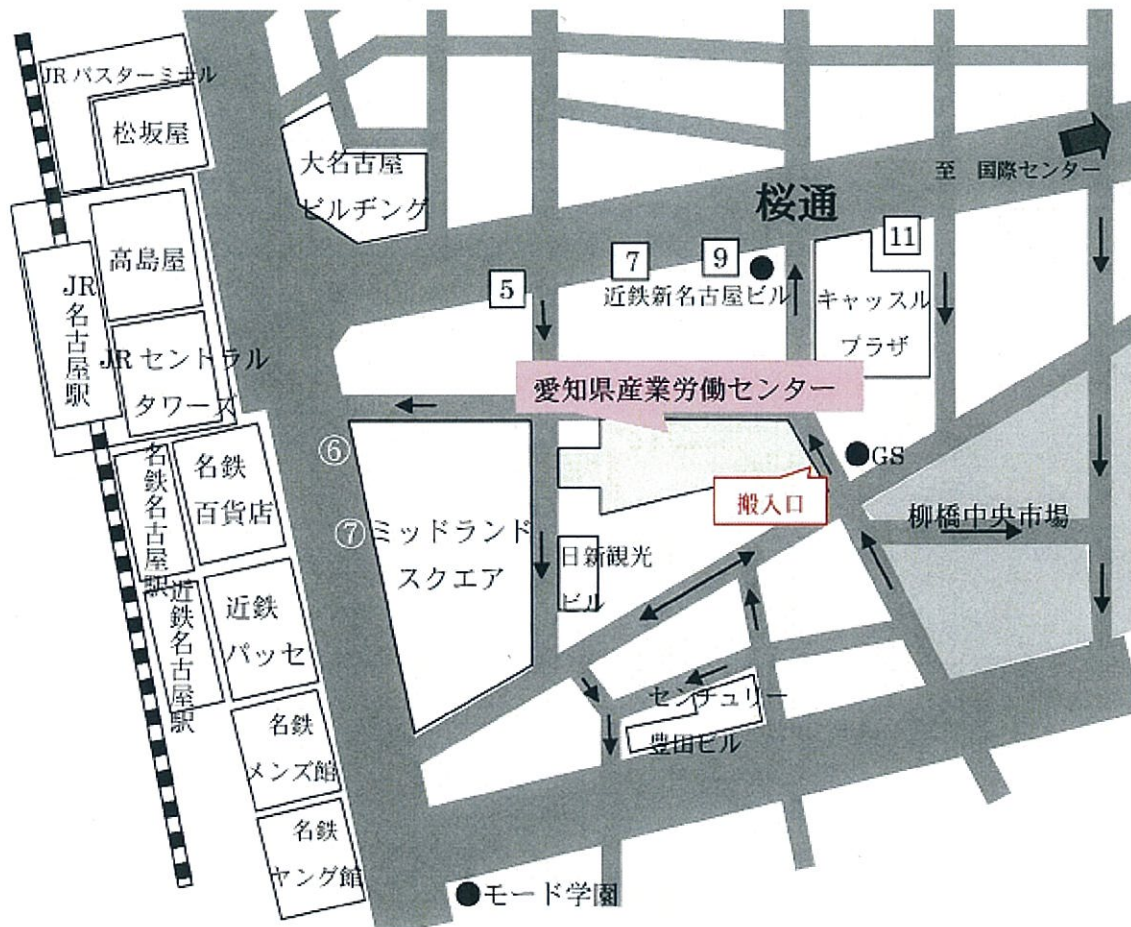 JRバスターミナル
松坂屋
大名古屋
ビルヂング
至 国際センター
桜通
高島屋
JR名古屋駅
5
7
9
11
近鉄新名古屋ビル
キャッスル
プラザ
JRセントラル
タワーズ
愛知県産業労働センター
⑥
GS
名鉄名古屋駅
名鉄
百貨店
搬入口
柳橋中央市場
⑦
ミッドランド
スクエア
日新観光
ビル
近鉄名古屋駅
近鉄
パッセ
センチュリー
豊田ビル
名鉄
メンズ館
名鉄
ヤング館
モード学園